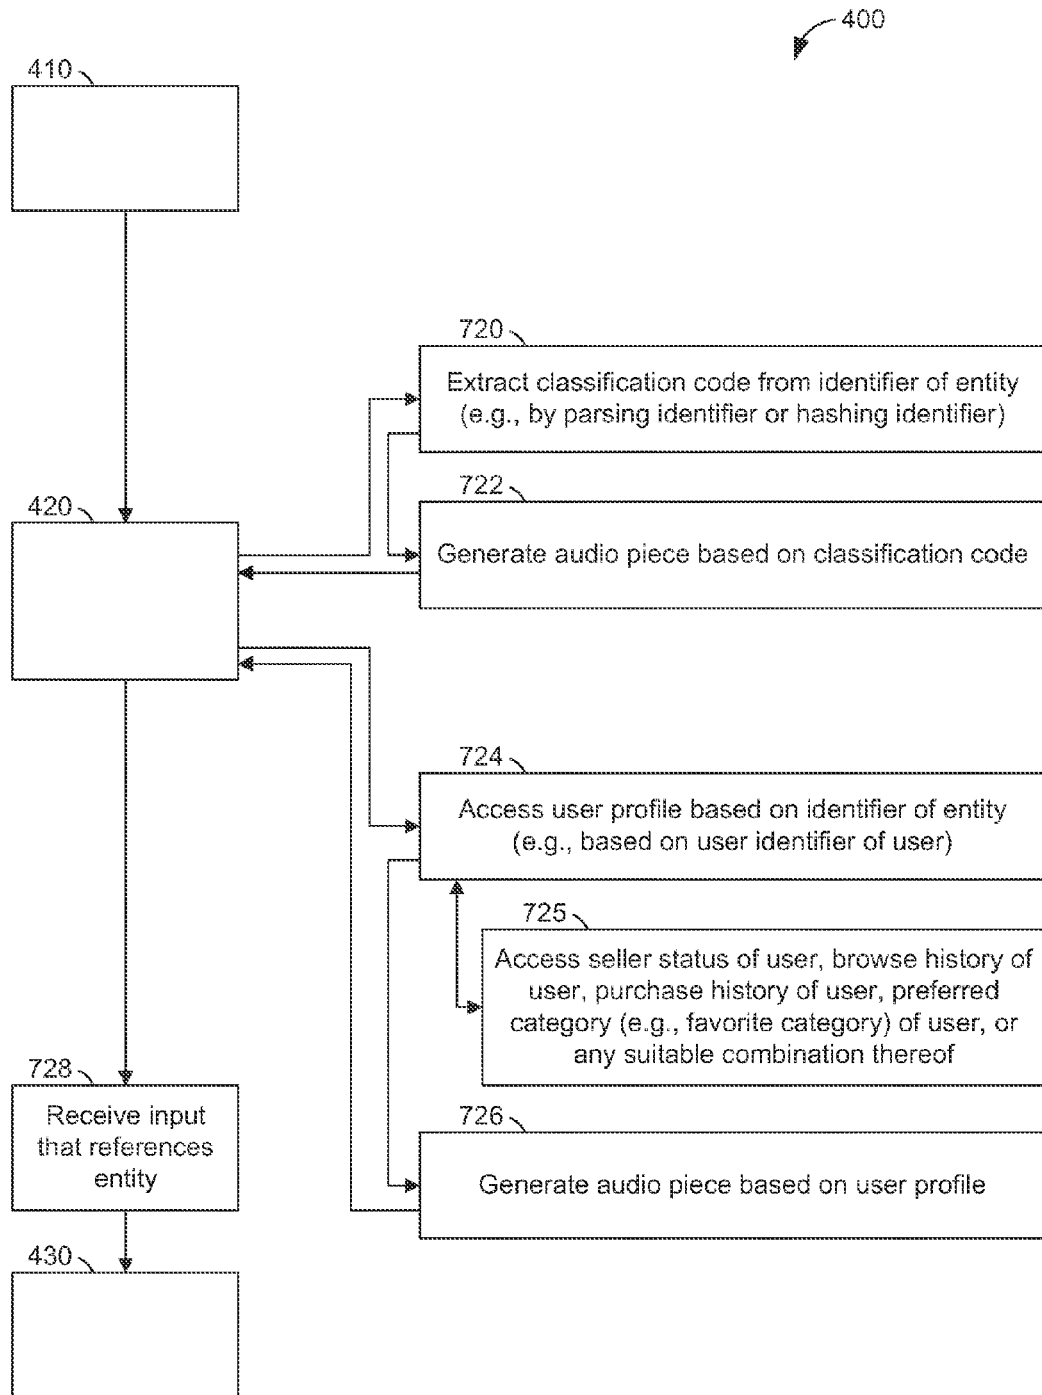 400
410
720
Extract classification code from identifier of entity
(e.g., by parsing identifier or hashing identifier)
722
Generate audio piece based on classification code
420
724
Access user profile based on identifier of entity
(e.g., based on user identifier of user)
725
Access seller status of user, browse history of
user, purchase history of user, preferred
category (e.g., favorite category) of user, or
any suitable combination thereof
728
Receive input
that references
entity
726
Generate audio piece based on user profile
430